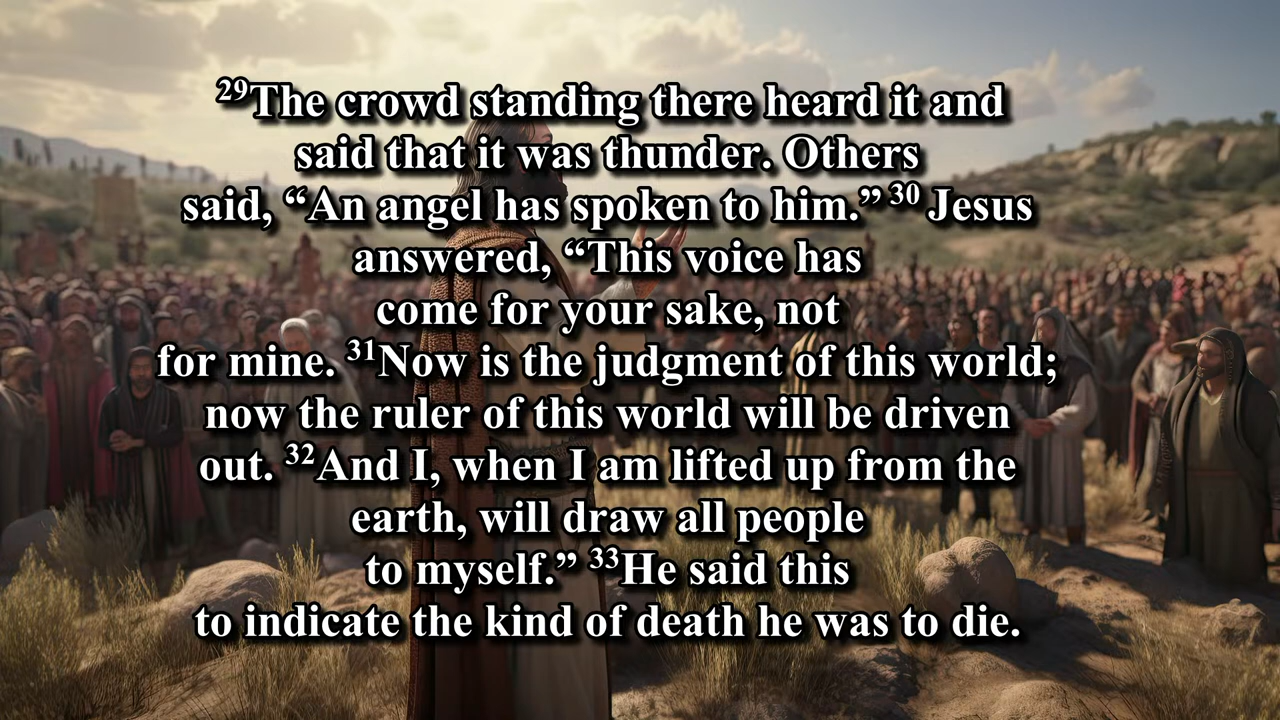 ²⁹The crowd standing there heard it and
said that it was thunder. Others
said, “An angel has spoken to him.” ³⁰ Jesus
answered, “This voice has
come for your sake, not
for mine. ³¹Now is the judgment of this world;
now the ruler of this world will be driven
out. ³²And I, when I am lifted up from the
earth, will draw all people
to myself.” ³³He said this
to indicate the kind of death he was to die.